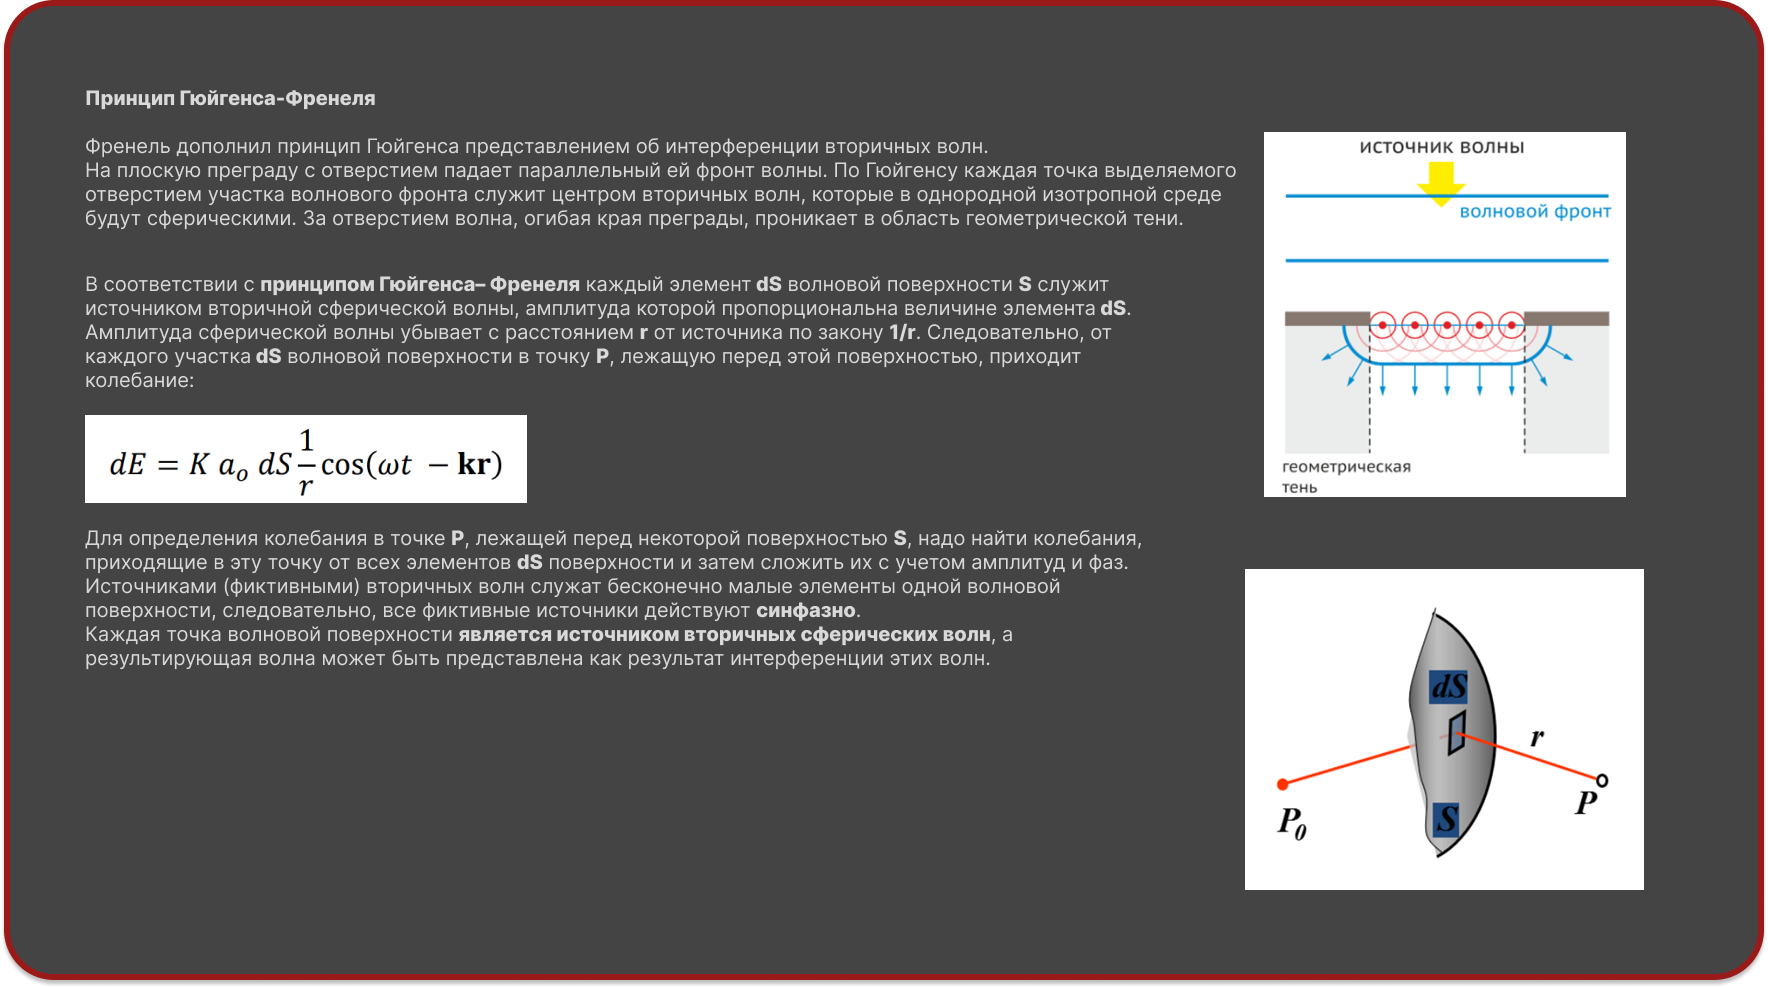 Принцип Гюйгенса-Френеля
Френель дополнил принцип Гюйгенса представлением об интерференции вторичных волн.
На плоскую преграду с отверстием падает параллельный ей фронт волны. По Гюйгенсу каждая точка выделяемого
отверстием участка волнового фронта служит центром вторичных волн, которые в однородной изотропной среде
будут сферическими. За отверстием волна, огибая края преграды, проникает в область геометрической тени.
В соответствии с принципом Гюйгенса– Френеля каждый элемент dS волновой поверхности S служит
источником вторичной сферической волны, амплитуда которой пропорциональна величине элемента dS.
Амплитуда сферической волны убывает с расстоянием r от источника по закону 1/r. Следовательно, от
каждого участка dS волновой поверхности в точку P, лежащую перед этой поверхностью, приходит
колебание:
dE = K a₀ dS 1/r cos(ωt − kr)
Для определения колебания в точке P, лежащей перед некоторой поверхностью S, надо найти колебания,
приходящие в эту точку от всех элементов dS поверхности и затем сложить их с учетом амплитуд и фаз.
Источниками (фиктивными) вторичных волн служат бесконечно малые элементы одной волновой
поверхности, следовательно, все фиктивные источники действуют синфазно.
Каждая точка волновой поверхности является источником вторичных сферических волн, а
результирующая волна может быть представлена как результат интерференции этих волн.
источник волны
волновой фронт
геометрическая
тень
dS
r
P₀
S
P